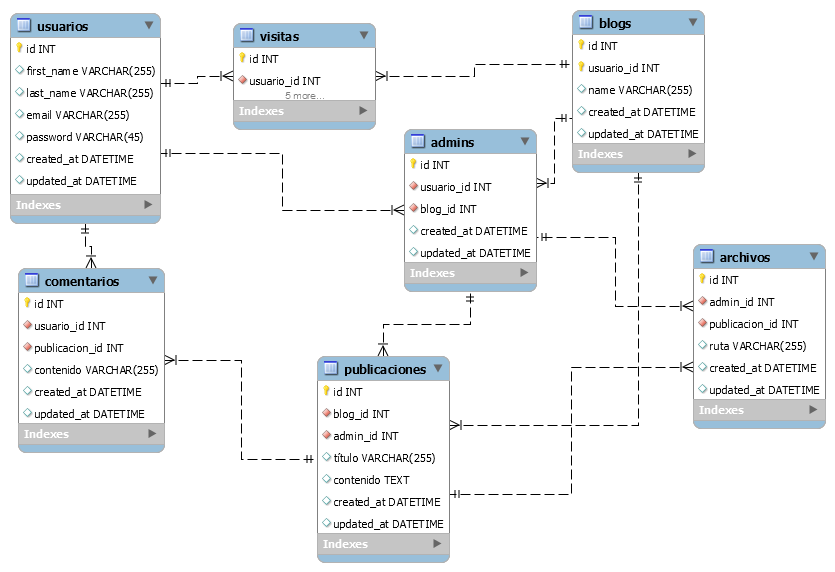 usuarios
id INT
first_name VARCHAR(255)
last_name VARCHAR(255)
email VARCHAR(255)
password VARCHAR(45)
created_at DATETIME
updated_at DATETIME
Indexes
visitas
id INT
usuario_id INT
5 more...
Indexes
blogs
id INT
usuario_id INT
name VARCHAR(255)
created_at DATETIME
updated_at DATETIME
Indexes
admins
id INT
usuario_id INT
blog_id INT
created_at DATETIME
updated_at DATETIME
Indexes
archivos
id INT
admin_id INT
publicacion_id INT
ruta VARCHAR(255)
created_at DATETIME
updated_at DATETIME
Indexes
comentarios
id INT
usuario_id INT
publicacion_id INT
contenido VARCHAR(255)
created_at DATETIME
updated_at DATETIME
Indexes
publicaciones
id INT
blog_id INT
admin_id INT
título VARCHAR(255)
contenido TEXT
created_at DATETIME
updated_at DATETIME
Indexes